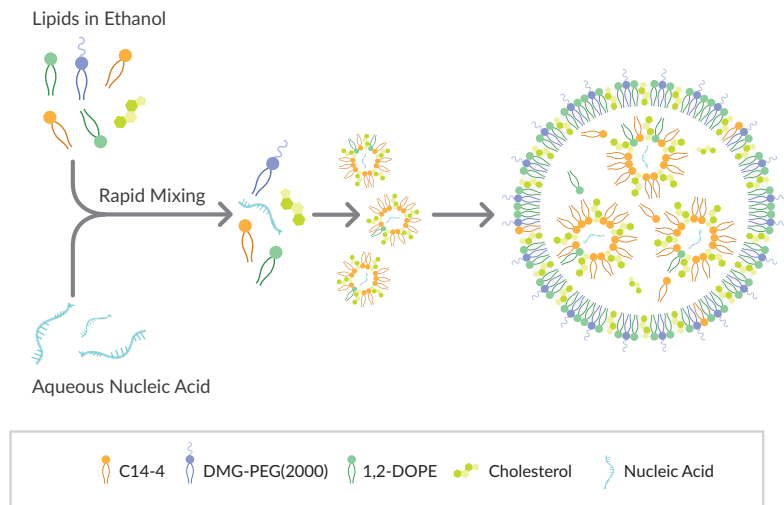 Lipids in Ethanol
Rapid Mixing
Aqueous Nucleic Acid
C14-4
DMG-PEG(2000)
1,2-DOPE
Cholesterol
Nucleic Acid